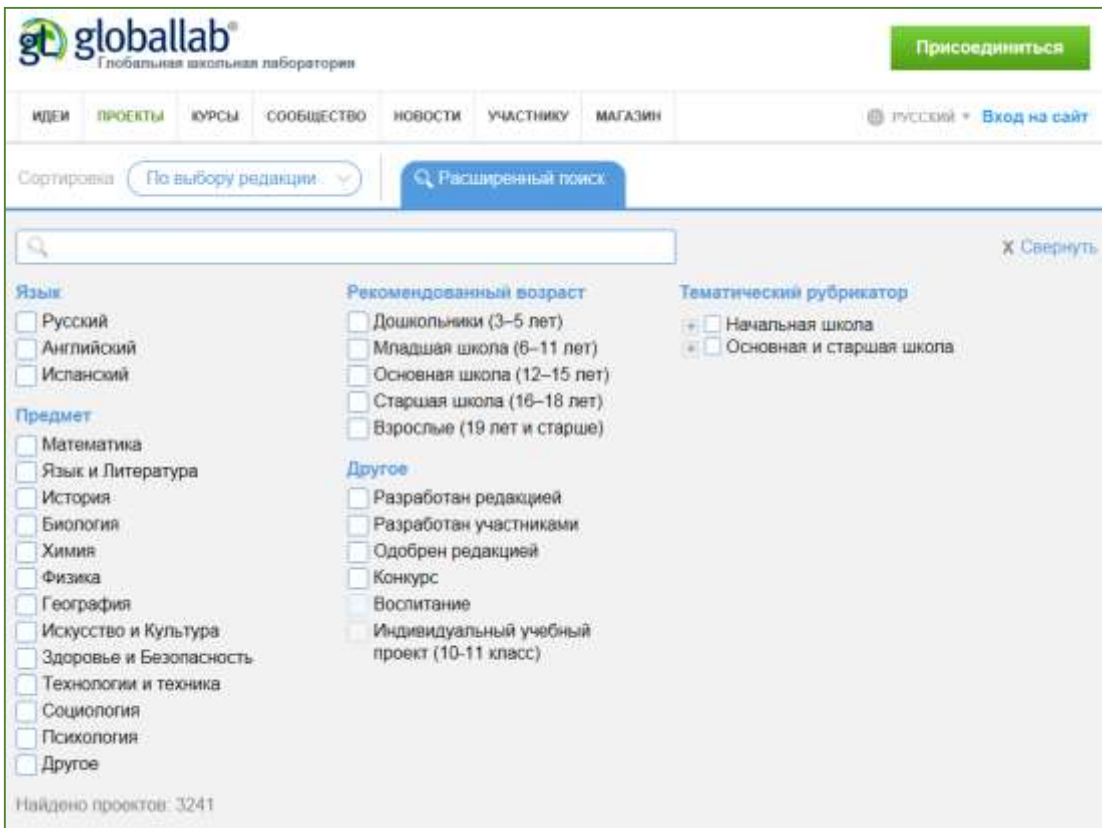 globallab®
Глобальная школьная лаборатория
Присоединиться
ИДЕИ ПРОЕКТЫ КУРСЫ СООБЩЕСТВО НОВОСТИ УЧАСТНИКУ МАГАЗИН РУССКИЙ Вход на сайт
Сортировка По выбору редакции Расширенный поиск
X Свернуть
Язык
Русский
Английский
Испанский
Предмет
Математика
Язык и Литература
История
Биология
Химия
Физика
География
Искусство и Культура
Здоровье и Безопасность
Технологии и техника
Социология
Психология
Другое
Рекомендованный возраст
Дошкольники (3–5 лет)
Младшая школа (6–11 лет)
Основная школа (12–15 лет)
Старшая школа (16–18 лет)
Взрослые (19 лет и старше)
Другое
Разработан редакцией
Разработан участниками
Одобрен редакцией
Конкурс
Воспитание
Индивидуальный учебный
проект (10-11 класс)
Тематический рубрикатор
Начальная школа
Основная и старшая школа
Найдено проектов: 3241